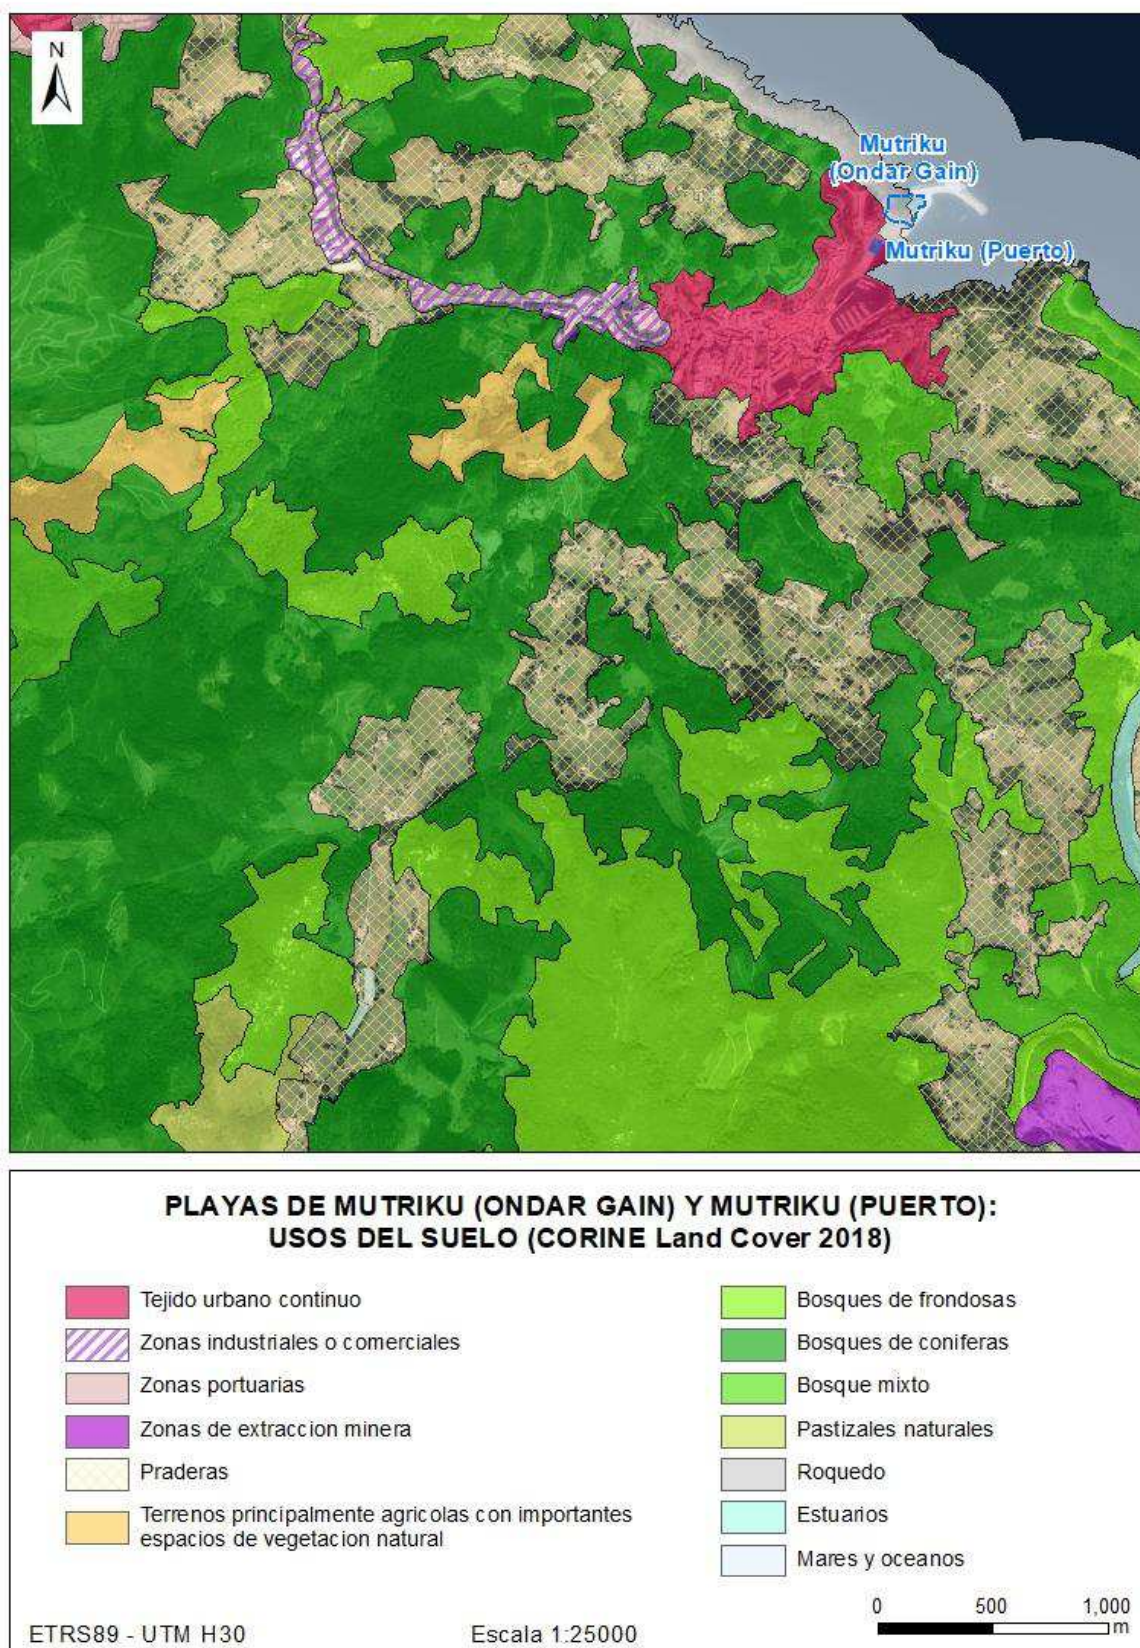 N
Mutriku
(Ondar Gain)
Mutriku (Puerto)
PLAYAS DE MUTRIKU (ONDAR GAIN) Y MUTRIKU (PUERTO):
USOS DEL SUELO (CORINE Land Cover 2018)
Tejido urbano continuo
Zonas industriales o comerciales
Zonas portuarias
Zonas de extraccion minera
Praderas
Terrenos principalmente agricolas con importantes
espacios de vegetacion natural
Bosques de frondosas
Bosques de coniferas
Bosque mixto
Pastizales naturales
Roquedo
Estuarios
Mares y oceanos
0 500 1,000
m
ETRS89 - UTM H30
Escala 1:25000